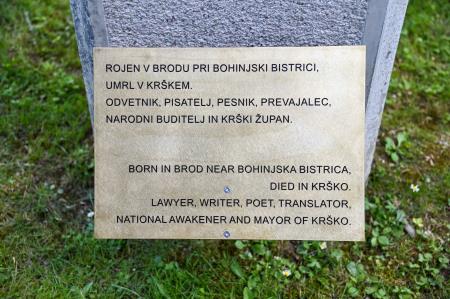 ROJEN V BRODU PRI BOHINJSKI BISTRICI,
UMRL V KRŠKEM.
ODVETNIK, PISATELJ, PESNIK, PREVAJALEC,
NARODNI BUDITELJ IN KRŠKI ŽUPAN.
BORN IN BROD NEAR BOHINJSKA BISTRICA,
DIED IN KRŠKO.
LAWYER, WRITER, POET, TRANSLATOR,
NATIONAL AWAKENER AND MAYOR OF KRŠKO.